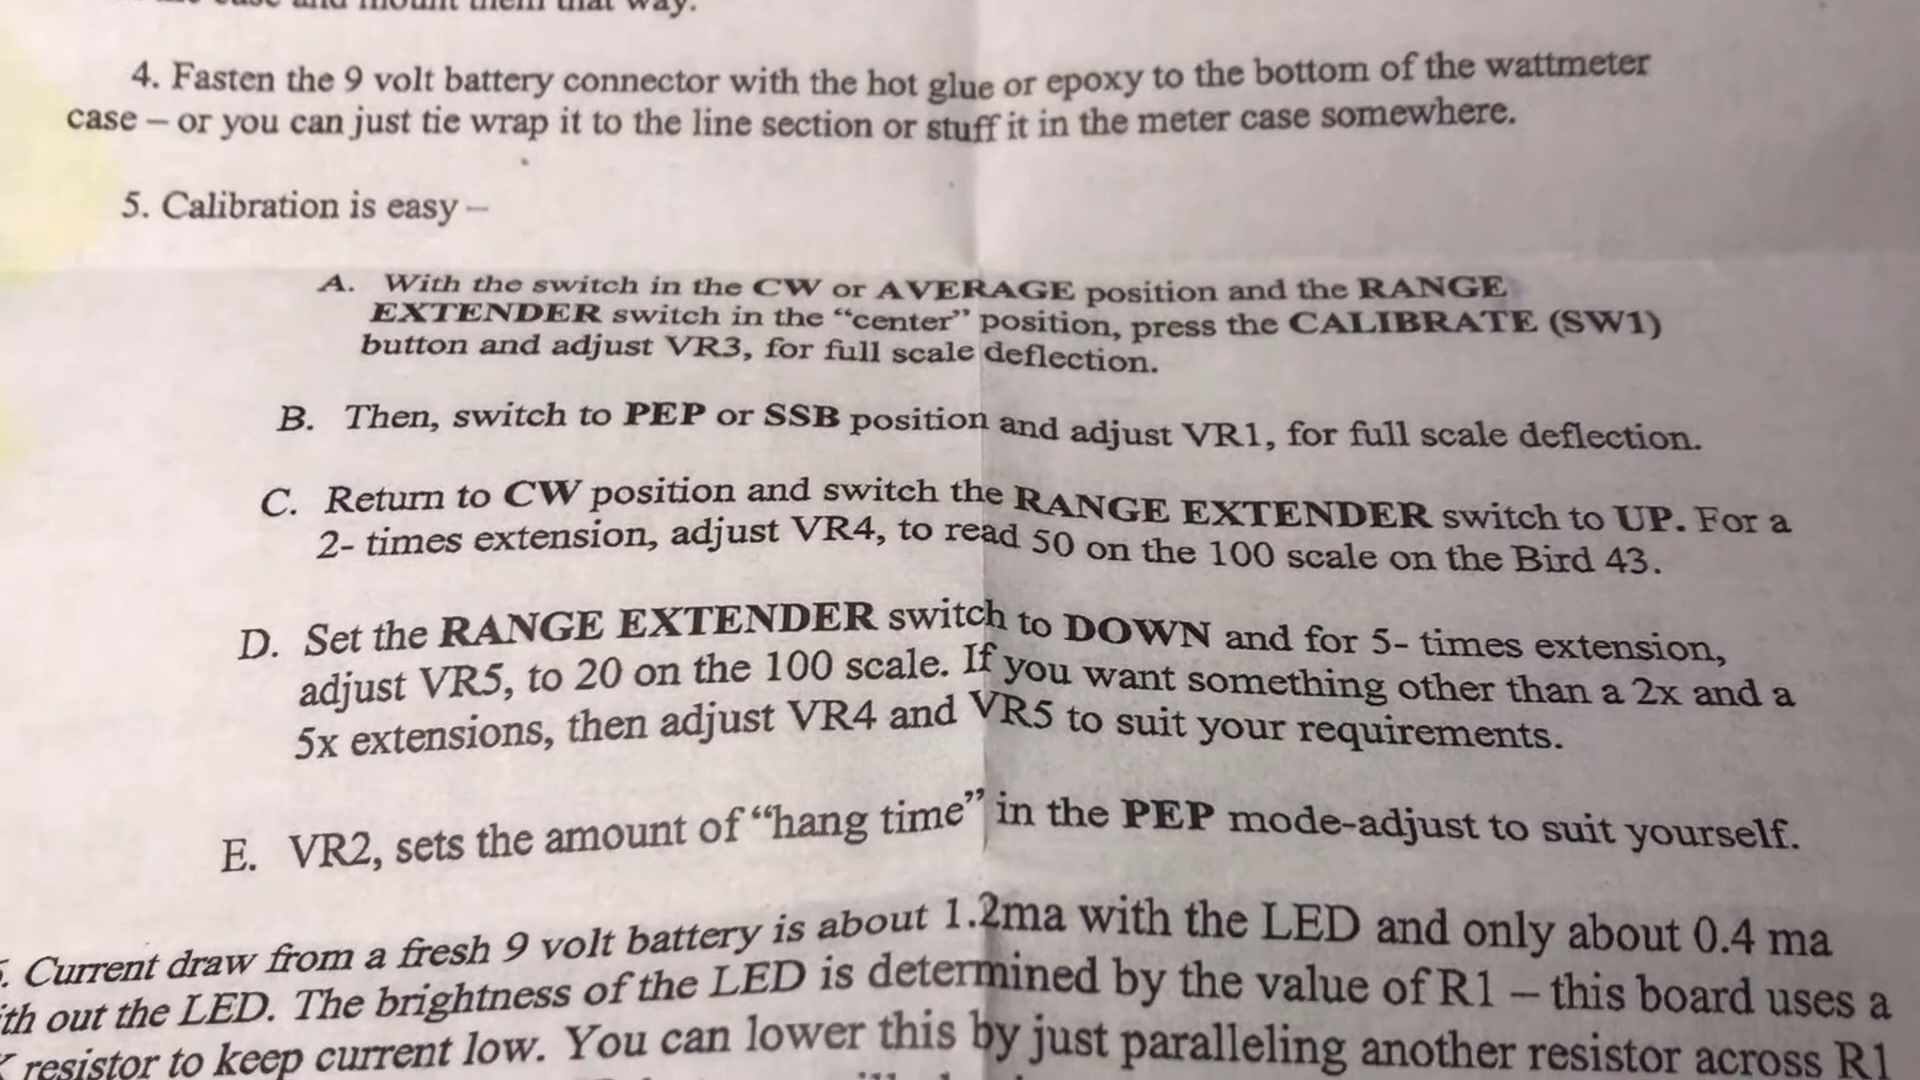 mount them that way.
4. Fasten the 9 volt battery connector with the hot glue or epoxy to the bottom of the wattmeter
case – or you can just tie wrap it to the line section or stuff it in the meter case somewhere.
5. Calibration is easy –
A. With the switch in the CW or AVERAGE position and the RANGE
EXTENDER switch in the “center” position, press the CALIBRATE (SW1)
button and adjust VR3, for full scale deflection.
B. Then, switch to PEP or SSB position and adjust VR1, for full scale deflection.
C. Return to CW position and switch the RANGE EXTENDER switch to UP. For a
2- times extension, adjust VR4, to read 50 on the 100 scale on the Bird 43.
D. Set the RANGE EXTENDER switch to DOWN and for 5- times extension,
adjust VR5, to 20 on the 100 scale. If you want something other than a 2x and a
5x extensions, then adjust VR4 and VR5 to suit your requirements.
E. VR2, sets the amount of “hang time” in the PEP mode-adjust to suit yourself.
. Current draw from a fresh 9 volt battery is about 1.2ma with the LED and only about 0.4 ma
th out the LED. The brightness of the LED is determined by the value of R1 – this board uses a
resistor to keep current low. You can lower this by just paralleling another resistor across R1